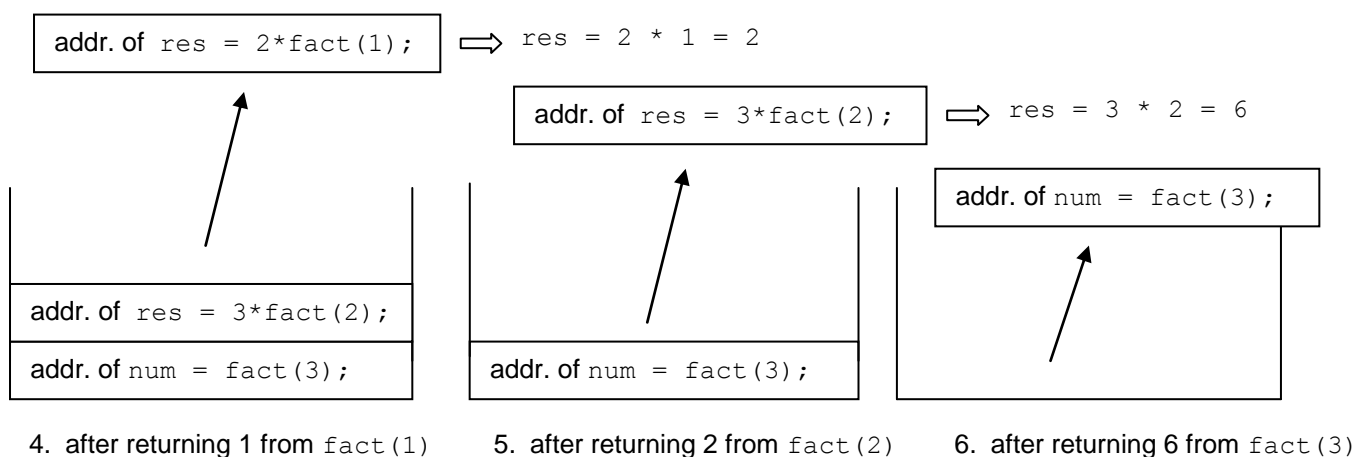 addr. of res = 2*fact(1);
res = 2 * 1 = 2
addr. of res = 3*fact(2);
res = 3 * 2 = 6
addr. of num = fact(3);
addr. of res = 3*fact(2);
addr. of num = fact(3);
addr. of num = fact(3);
4. after returning 1 from fact(1)
5. after returning 2 from fact(2)
6. after returning 6 from fact(3)